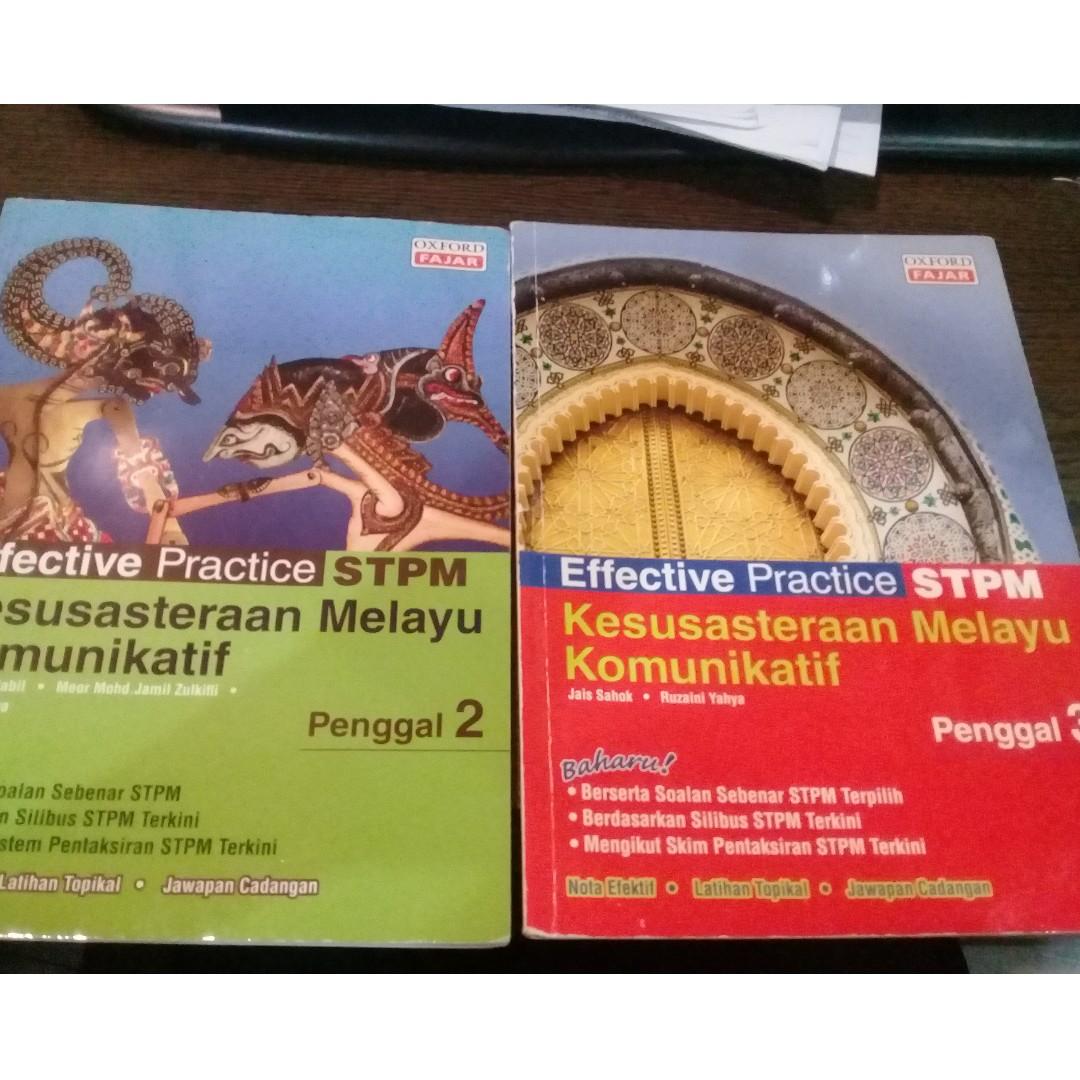 OXFORD
FAJAR
fective Practice STPM
esusasteraan Melayu
munikatif
abil • Moor Mohd Jamil Zulkifli •
Penggal 2
oalan Sebenar STPM
n Silibus STPM Terkini
stem Pentaksiran STPM Terkini
Latihan Topikal • Jawapan Cadangan
OXFORD
FAJAR
Effective Practice STPM
Kesusasteraan Melayu
Komunikatif
Jais Sahok • Ruzaini Yahya
Penggal 3
Baharu!
• Berserta Soalan Sebenar STPM Terpilih
• Berdasarkan Silibus STPM Terkini
• Mengikut Skim Pentaksiran STPM Terkini
Nota Efektif • Latihan Topikal • Jawapan Cadangan